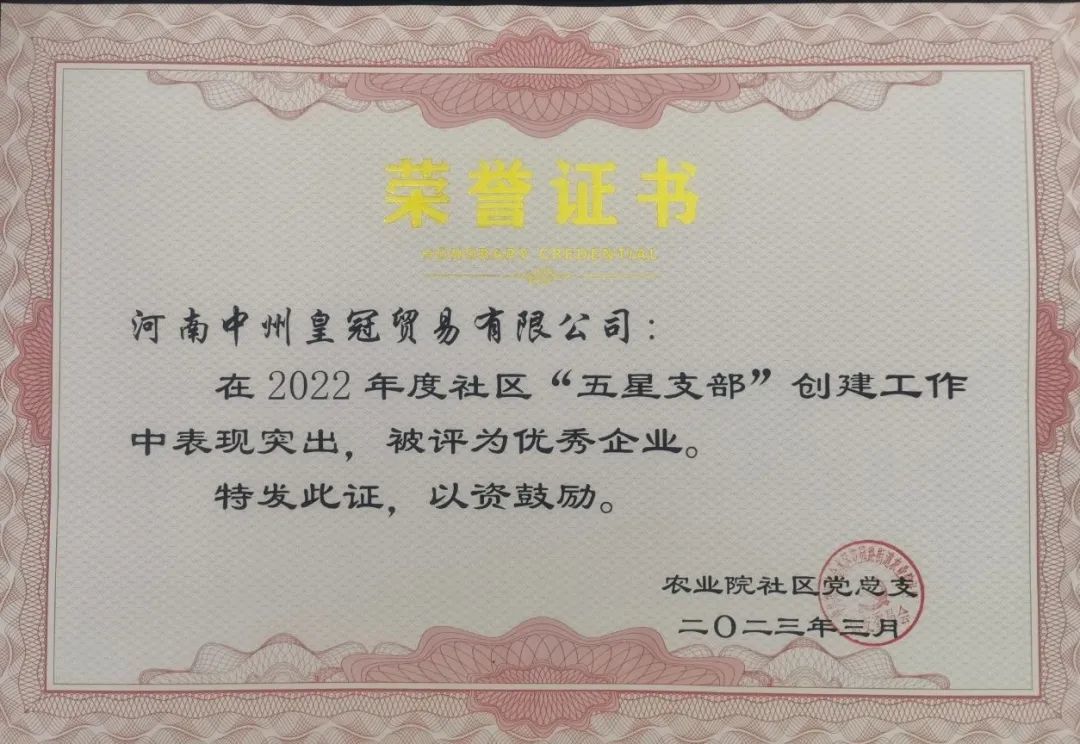 荣誉证书
HONORARY CREDENTIAL
河南中州皇冠贸易有限公司：
在2022年度社区“五星支部”创建工作
中表现突出，被评为优秀企业。
特发此证，以资鼓励。
农业院社区党总支
二〇二三年三月